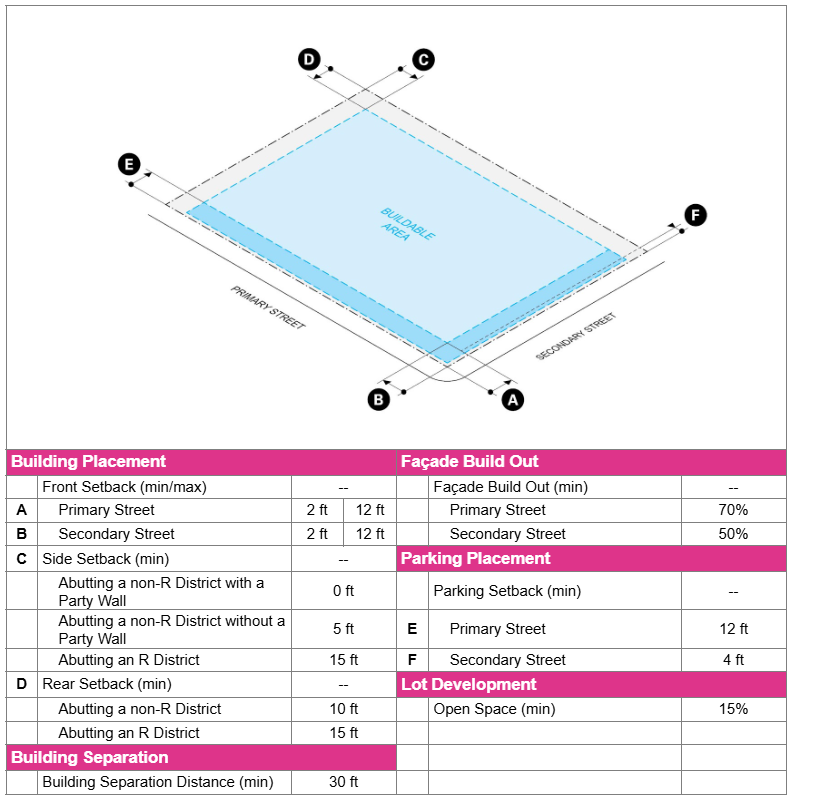 D
C
E
F
BUILDABLE
AREA
PRIMARY STREET
SECONDARY STREET
B
A
Building Placement
Front Setback (min/max) --
A Primary Street 2 ft 12 ft
B Secondary Street 2 ft 12 ft
C Side Setback (min) --
Abutting a non-R District with a
Party Wall 0 ft
Abutting a non-R District without a
Party Wall 5 ft
Abutting an R District 15 ft
D Rear Setback (min) --
Abutting a non-R District 10 ft
Abutting an R District 15 ft
Building Separation
Building Separation Distance (min) 30 ft
Façade Build Out
Façade Build Out (min) --
Primary Street 70%
Secondary Street 50%
Parking Placement
Parking Setback (min) --
E Primary Street 12 ft
F Secondary Street 4 ft
Lot Development
Open Space (min) 15%